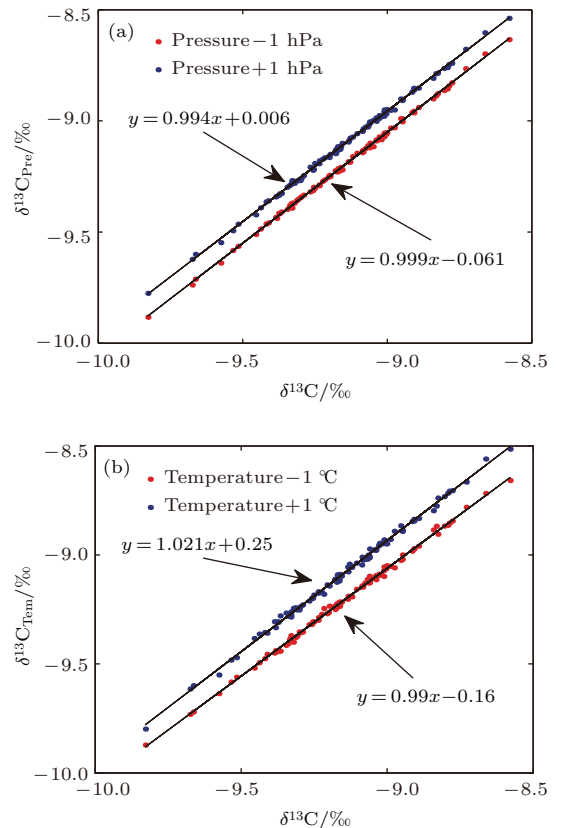 (a)
Pressure−1 hPa
Pressure+1 hPa
y=0.994x+0.006
y=0.999x−0.061
−8.5
−9.0
−9.5
−10.0
δ¹³C_Pre/‰
−10.0 −9.5 −9.0 −8.5
δ¹³C/‰
(b)
Temperature−1 ℃
Temperature+1 ℃
y=1.021x+0.25
y=0.99x−0.16
−8.5
−9.0
−9.5
−10.0
δ¹³C_Tem/‰
−10.0 −9.5 −9.0 −8.5
δ¹³C/‰